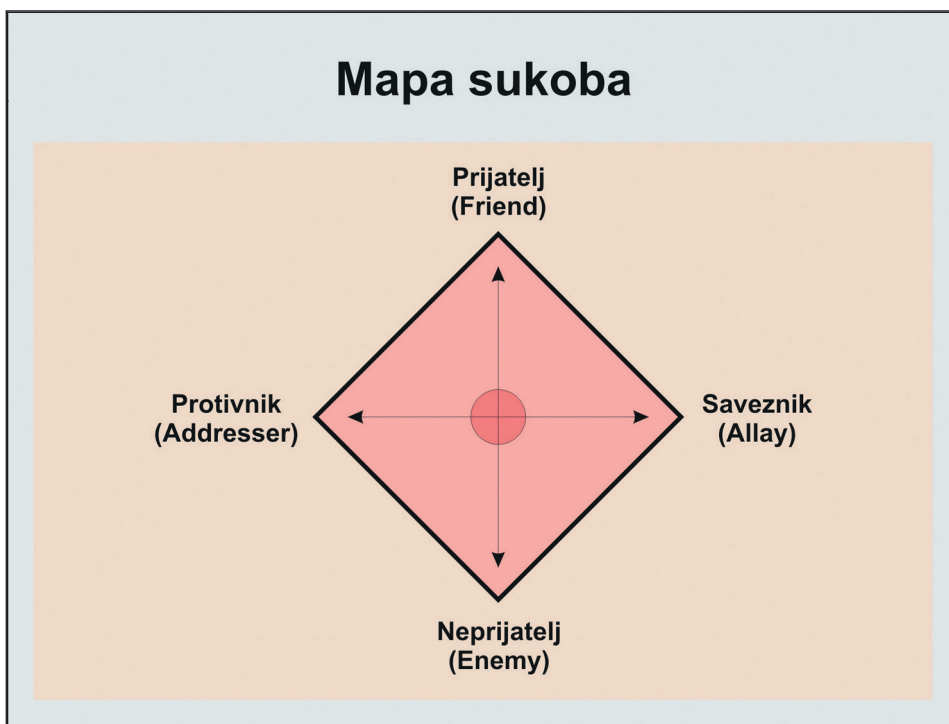 Mapa sukoba
Prijatelj
(Friend)
Protivnik
(Addresser)
Saveznik
(Allay)
Neprijatelj
(Enemy)